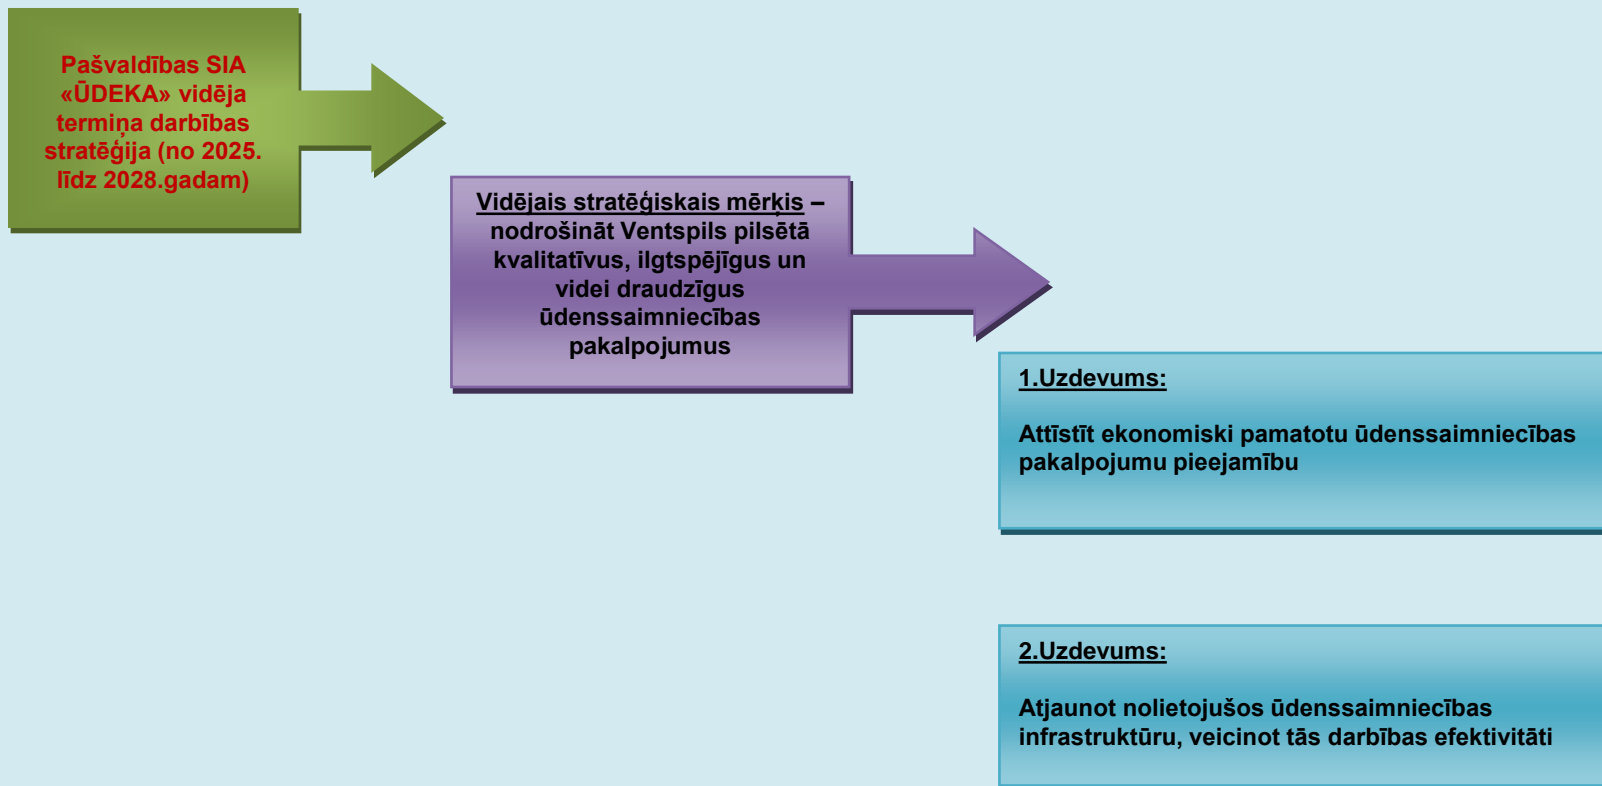 Pašvaldības SIA
«ŪDEKA» vidēja
termiņa darbības
stratēģija (no 2025.
līdz 2028.gadam)
Vidējais stratēģiskais mērķis –
nodrošināt Ventspils pilsētā
kvalitatīvus, ilgtspējīgus un
videi draudzīgus
ūdenssaimniecības
pakalpojumus
1.Uzdevums:
Attīstīt ekonomiski pamatotu ūdenssaimniecības
pakalpojumu pieejamību
2.Uzdevums:
Atjaunot nolietojušos ūdenssaimniecības
infrastruktūru, veicinot tās darbības efektivitāti